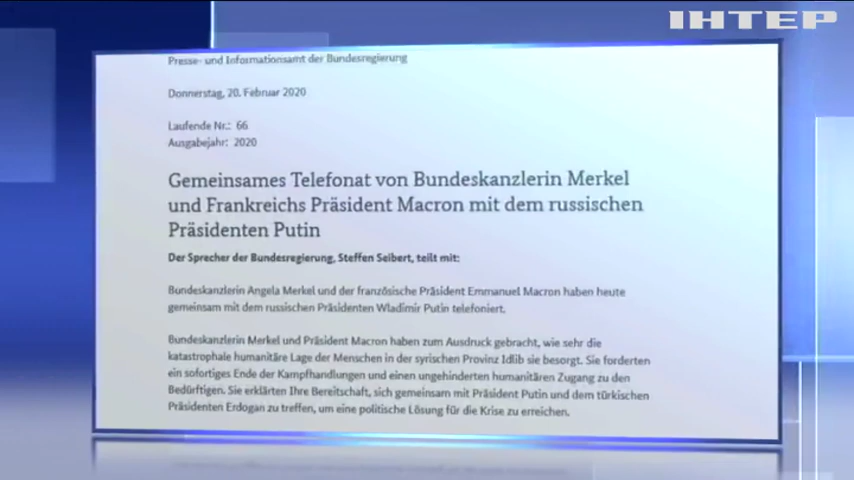 ІНТЕР
Presse- und Informationsamt der Bundesregierung
Donnerstag, 20. Februar 2020
Laufende Nr.: 66
Ausgabejahr: 2020
Gemeinsames Telefonat von Bundeskanzlerin Merkel
und Frankreichs Präsident Macron mit dem russischen
Präsidenten Putin
Der Sprecher der Bundesregierung, Steffen Seibert, teilt mit:
Bundeskanzlerin Angela Merkel und der französische Präsident Emmanuel Macron haben heute
gemeinsam mit dem russischen Präsidenten Wladimir Putin telefoniert.
Bundeskanzlerin Merkel und Präsident Macron haben zum Ausdruck gebracht, wie sehr die
katastrophale humanitäre Lage der Menschen in der syrischen Provinz Idlib sie besorgt. Sie forderten
ein sofortiges Ende der Kampfhandlungen und einen ungehinderten humanitären Zugang zu den
Bedürftigen. Sie erklärten Ihre Bereitschaft, sich gemeinsam mit Präsident Putin und dem türkischen
Präsidenten Erdogan zu treffen, um eine politische Lösung für die Krise zu erreichen.